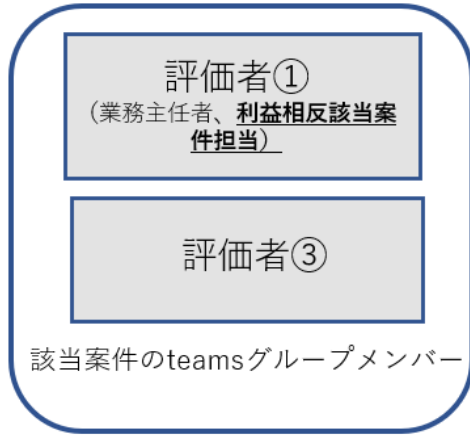 評価者①
（業務主任者、利益相反該当案
件担当）
評価者③
該当案件のteamsグループメンバー